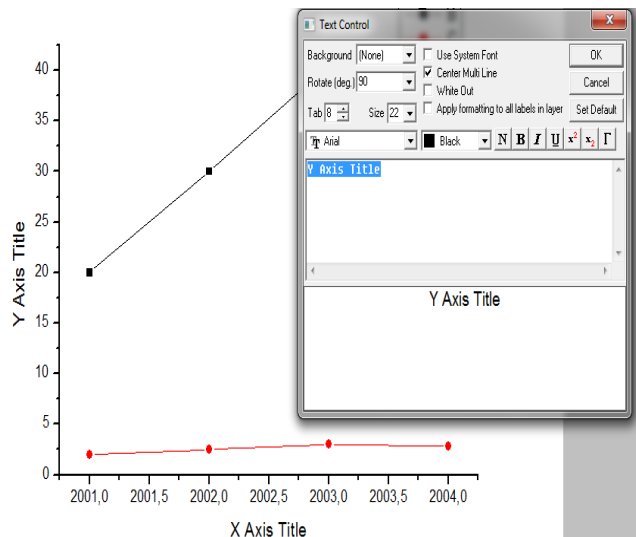 Text Control
X
Background (None)
Use System Font
OK
Center Multi Line
Rotate (deg.) 90
Cancel
White Out
Tab 8
Size 22
Apply formatting to all labels in layer
Set Default
Arial
Black
N B I U x² x₂ Γ
Y Axis Title
Y Axis Title
40
35
30
25
20
15
10
5
0
Y Axis Title
2001,0 2001,5 2002,0 2002,5 2003,0 2003,5 2004,0
X Axis Title